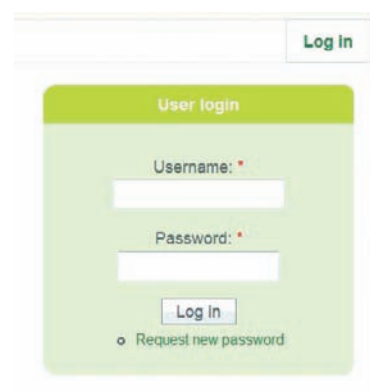 Log in
User login
Username: *
Password: *
Log in
Request new password